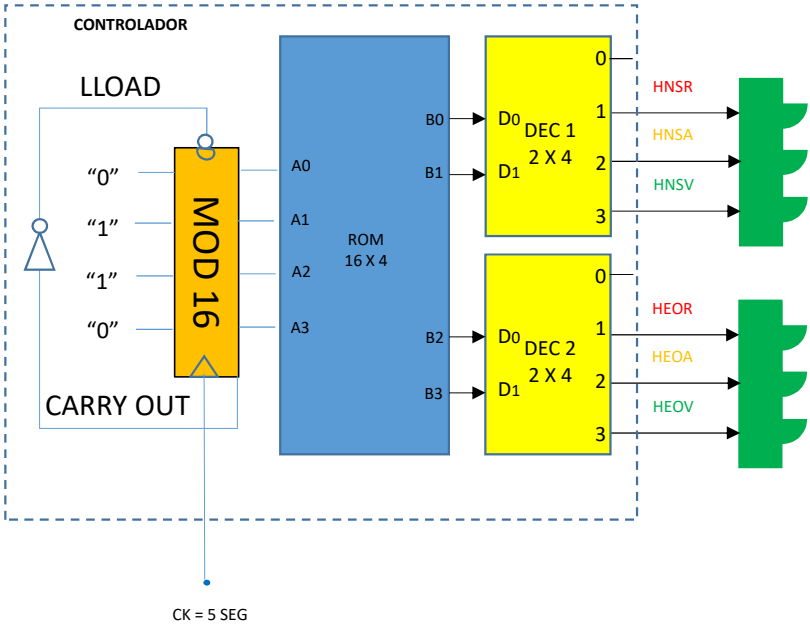 CONTROLADOR
LLOAD
“0”
“1”
“1”
“0”
MOD 16
CARRY OUT
CK = 5 SEG
A0
A1
A2
A3
ROM
16 X 4
B0
B1
B2
B3
D0
D1
DEC 1
2 X 4
0
1
2
3
D0
D1
DEC 2
2 X 4
0
1
2
3
HNSR
HNSA
HNSV
HEOR
HEOA
HEOV